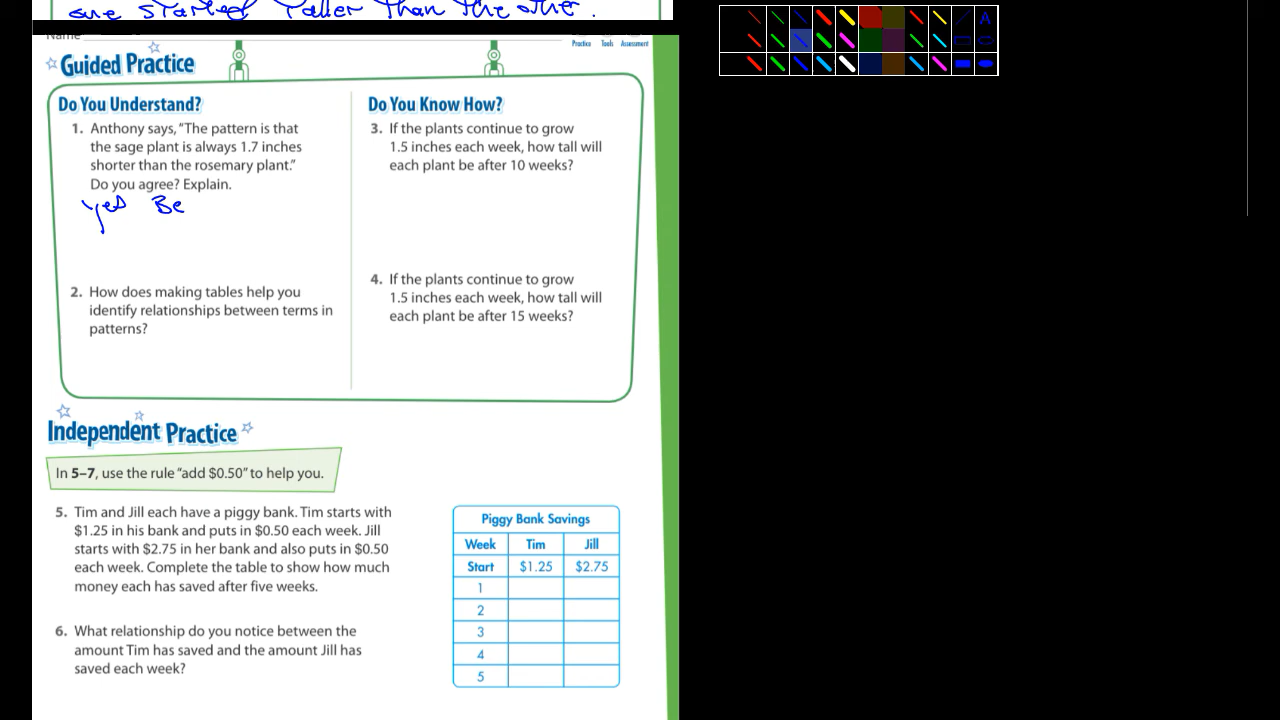 one started taller than the other.
Name
Practice Tools Assessment
Guided Practice
Do You Understand?
1. Anthony says, “The pattern is that
the sage plant is always 1.7 inches
shorter than the rosemary plant.”
Do you agree? Explain.
yes Be
2. How does making tables help you
identify relationships between terms in
patterns?
Do You Know How?
3. If the plants continue to grow
1.5 inches each week, how tall will
each plant be after 10 weeks?
4. If the plants continue to grow
1.5 inches each week, how tall will
each plant be after 15 weeks?
Independent Practice
In 5–7, use the rule “add $0.50” to help you.
5. Tim and Jill each have a piggy bank. Tim starts with
$1.25 in his bank and puts in $0.50 each week. Jill
starts with $2.75 in her bank and also puts in $0.50
each week. Complete the table to show how much
money each has saved after five weeks.
6. What relationship do you notice between the
amount Tim has saved and the amount Jill has
saved each week?
Piggy Bank Savings
Week Tim Jill
Start $1.25 $2.75
1
2
3
4
5
A